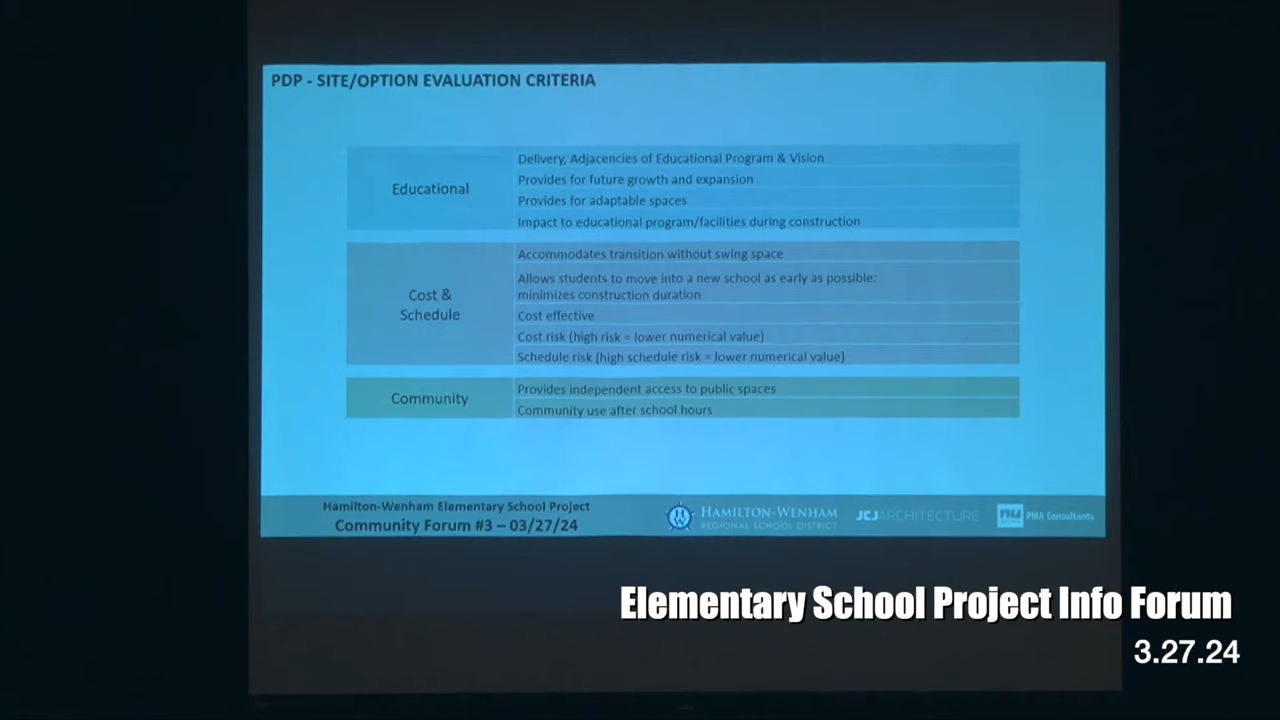 PDP - SITE/OPTION EVALUATION CRITERIA
Educational
Delivery, Adjacencies of Educational Program & Vision
Provides for future growth and expansion
Provides for adaptable spaces
Impact to educational program/facilities during construction
Cost &
Schedule
Accommodates transition without swing space
Allows students to move into a new school as early as possible:
minimizes construction duration
Cost effective
Cost risk (high risk = lower numerical value)
Schedule risk (high schedule risk = lower numerical value)
Community
Provides independent access to public spaces
Community use after school hours
Hamilton-Wenham Elementary School Project
Community Forum #3 – 03/27/24
HW
HAMILTON-WENHAM
REGIONAL SCHOOL DISTRICT
JCJARCHITECTURE
PMA
PMA Consultants
Elementary School Project Info Forum
3.27.24